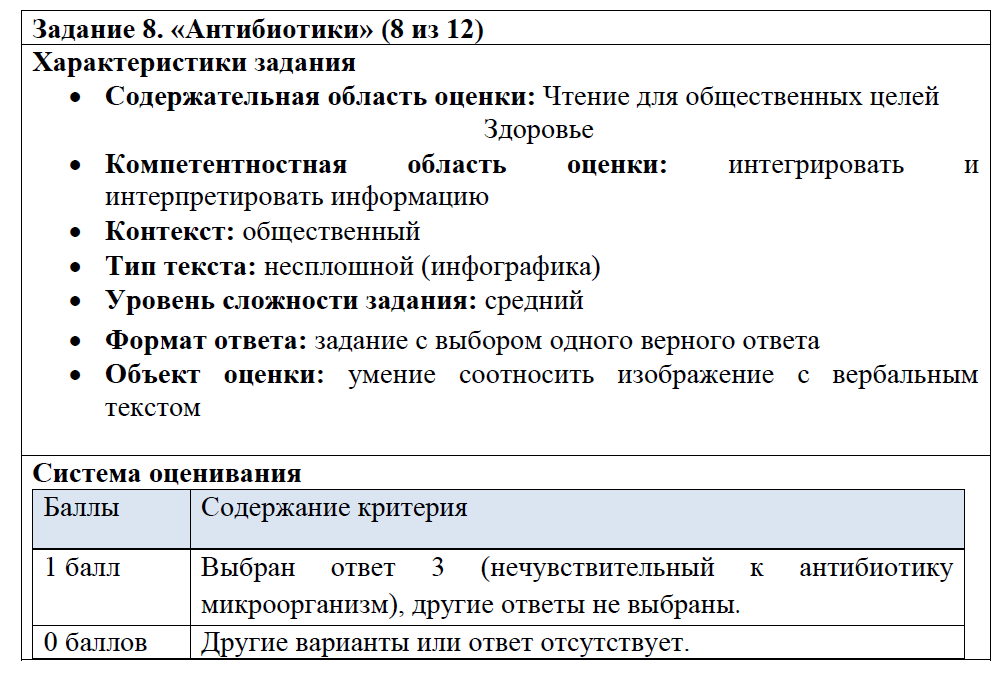 Задание 8. «Антибиотики» (8 из 12)
Характеристики задания
• Содержательная область оценки: Чтение для общественных целей
Здоровье
• Компетентностная область оценки: интегрировать и
интерпретировать информацию
• Контекст: общественный
• Тип текста: несплошной (инфографика)
• Уровень сложности задания: средний
• Формат ответа: задание с выбором одного верного ответа
• Объект оценки: умение соотносить изображение с вербальным
текстом
Система оценивания
Баллы Содержание критерия
1 балл Выбран ответ 3 (нечувствительный к антибиотику
микроорганизм), другие ответы не выбраны.
0 баллов Другие варианты или ответ отсутствует.